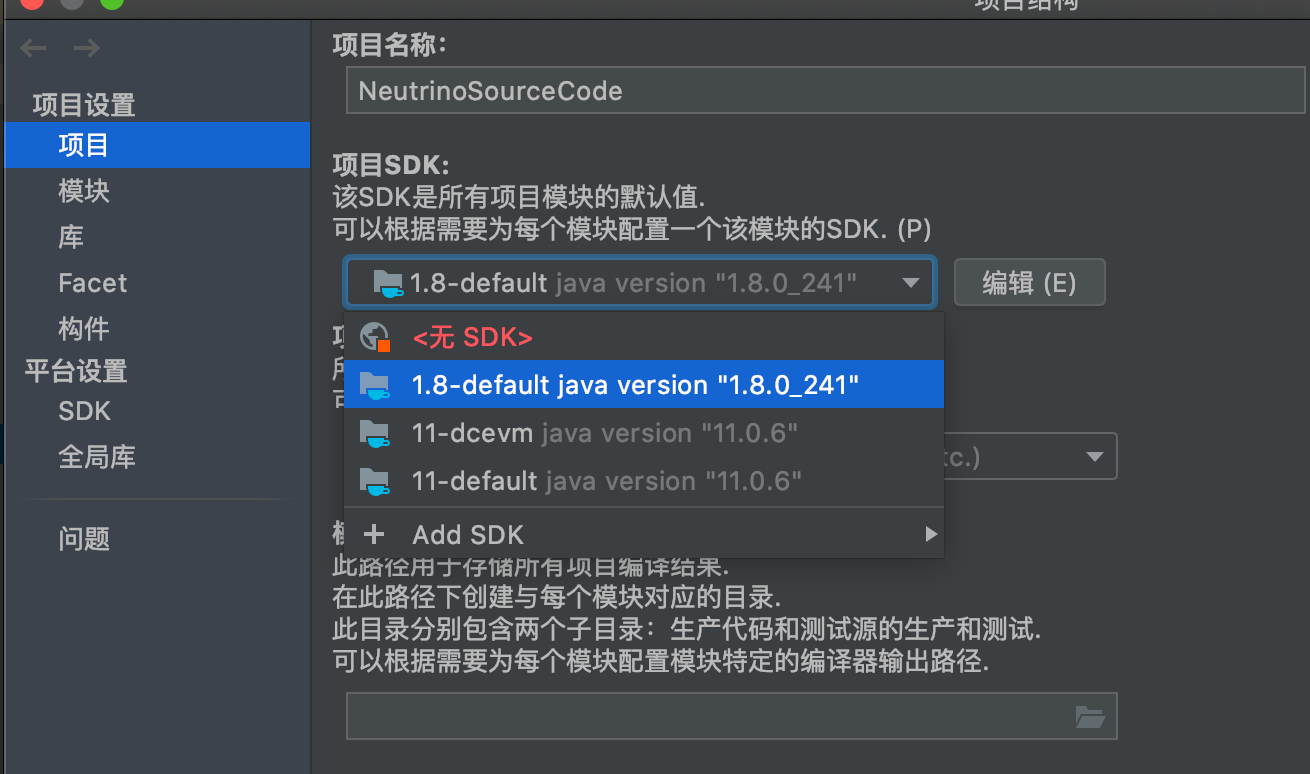 项目结构
项目名称:
NeutrinoSourceCode
项目设置
项目
模块
库
Facet
构件
平台设置
SDK
全局库
问题
项目SDK:
该SDK是所有项目模块的默认值.
可以根据需要为每个模块配置一个该模块的SDK. (P)
1.8-default java version "1.8.0_241"
编辑 (E)
<无 SDK>
1.8-default java version "1.8.0_241"
11-dcevm java version "11.0.6"
11-default java version "11.0.6"
Add SDK
tc.)
此路径用于存储所有项目编译结果.
在此路径下创建与每个模块对应的目录.
此目录分别包含两个子目录：生产代码和测试源的生产和测试.
可以根据需要为每个模块配置模块特定的编译器输出路径.